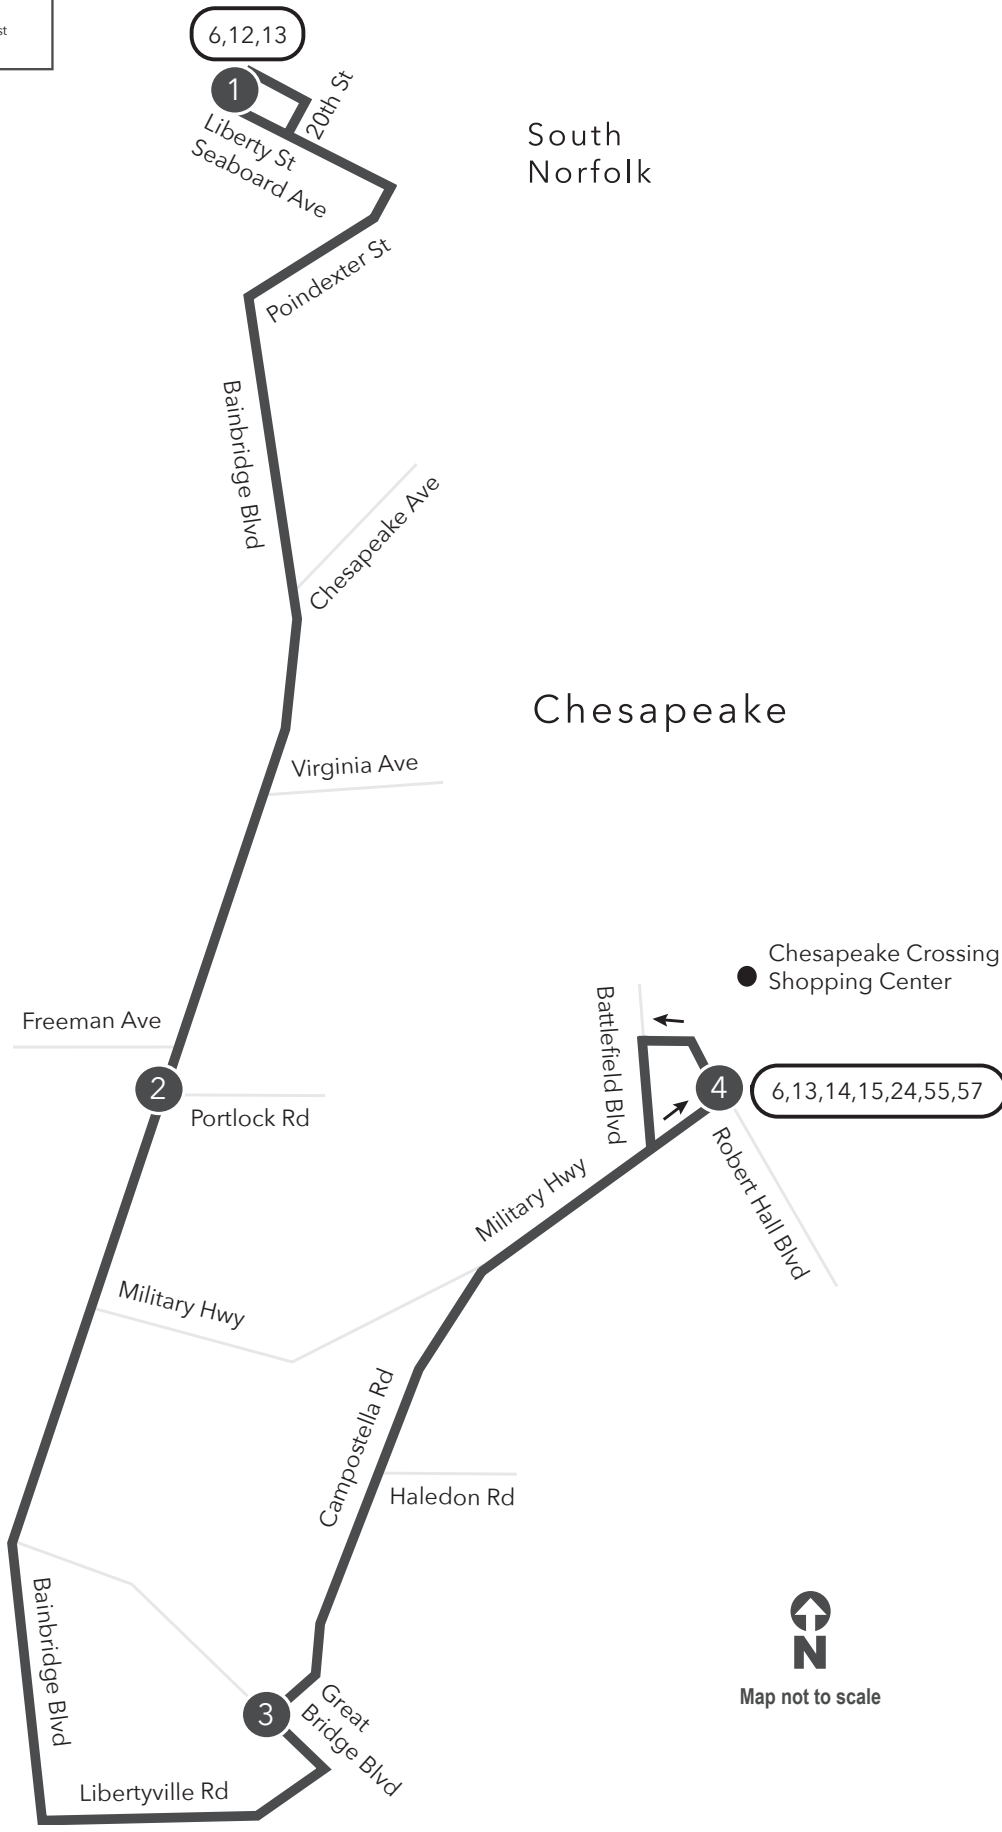 st
6,12,13
1
20th St
Liberty St
Seaboard Ave
South
Norfolk
Poindexter St
Bainbridge Blvd
Chesapeake Ave
Chesapeake
Virginia Ave
Chesapeake Crossing
Shopping Center
Freeman Ave
Battlefield Blvd
2
4
6,13,14,15,24,55,57
Portlock Rd
Robert Hall Blvd
Military Hwy
Military Hwy
Campostella Rd
Haledon Rd
Bainbridge Blvd
N
Map not to scale
3
Great
Bridge Blvd
Libertyville Rd